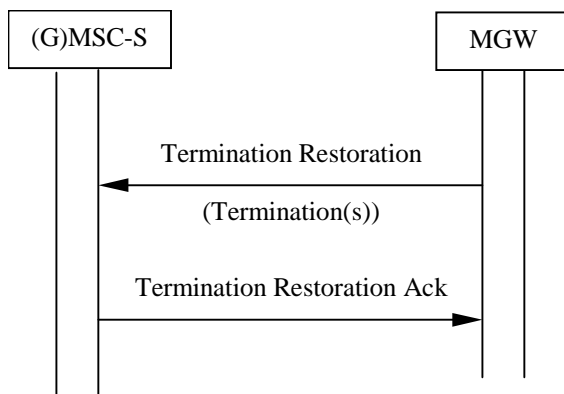 (G)MSC-S
MGW
Termination Restoration
(Termination(s))
Termination Restoration Ack